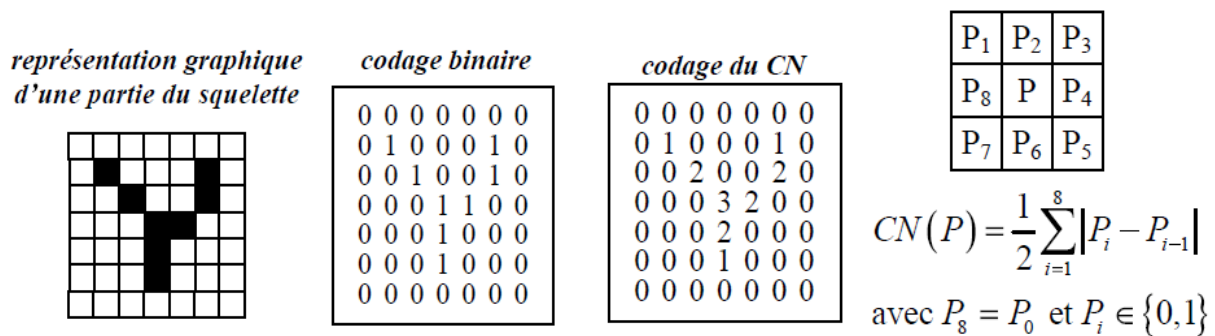 représentation graphique
d'une partie du squelette
codage binaire
0 0 0 0 0 0 0
0 1 0 0 0 1 0
0 0 1 0 0 1 0
0 0 0 1 1 0 0
0 0 0 1 0 0 0
0 0 0 1 0 0 0
0 0 0 0 0 0 0
codage du CN
0 0 0 0 0 0 0
0 1 0 0 0 1 0
0 0 2 0 0 2 0
0 0 0 3 2 0 0
0 0 0 2 0 0 0
0 0 0 1 0 0 0
0 0 0 0 0 0 0
P₁ P₂ P₃
P₈ P P₄
P₇ P₆ P₅
CN(P) = 1/2 ∑_{i=1}^{8} |P_i − P_{i−1}|
avec P₈ = P₀ et P_i ∈ {0,1}